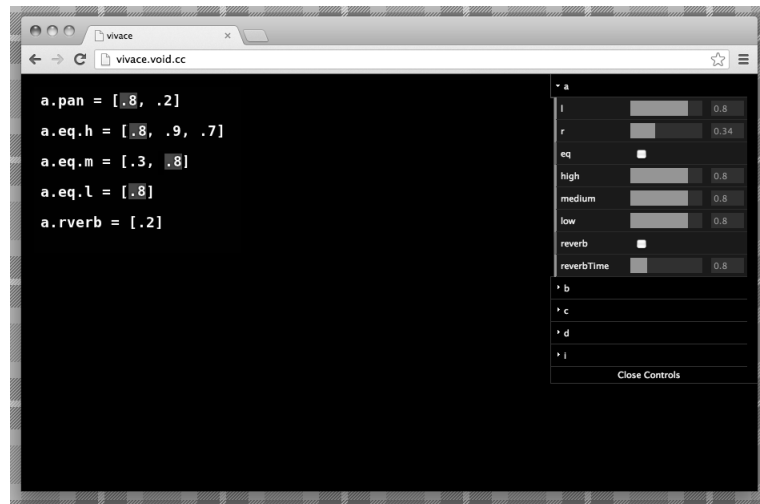 vivace
vivace.void.cc
a.pan = [.8, .2]
a.eq.h = [.8, .9, .7]
a.eq.m = [.3, .8]
a.eq.l = [.8]
a.rverb = [.2]
a
l 0.8
r 0.34
eq
high 0.8
medium 0.8
low 0.8
reverb
reverbTime 0.8
b
c
d
i
Close Controls